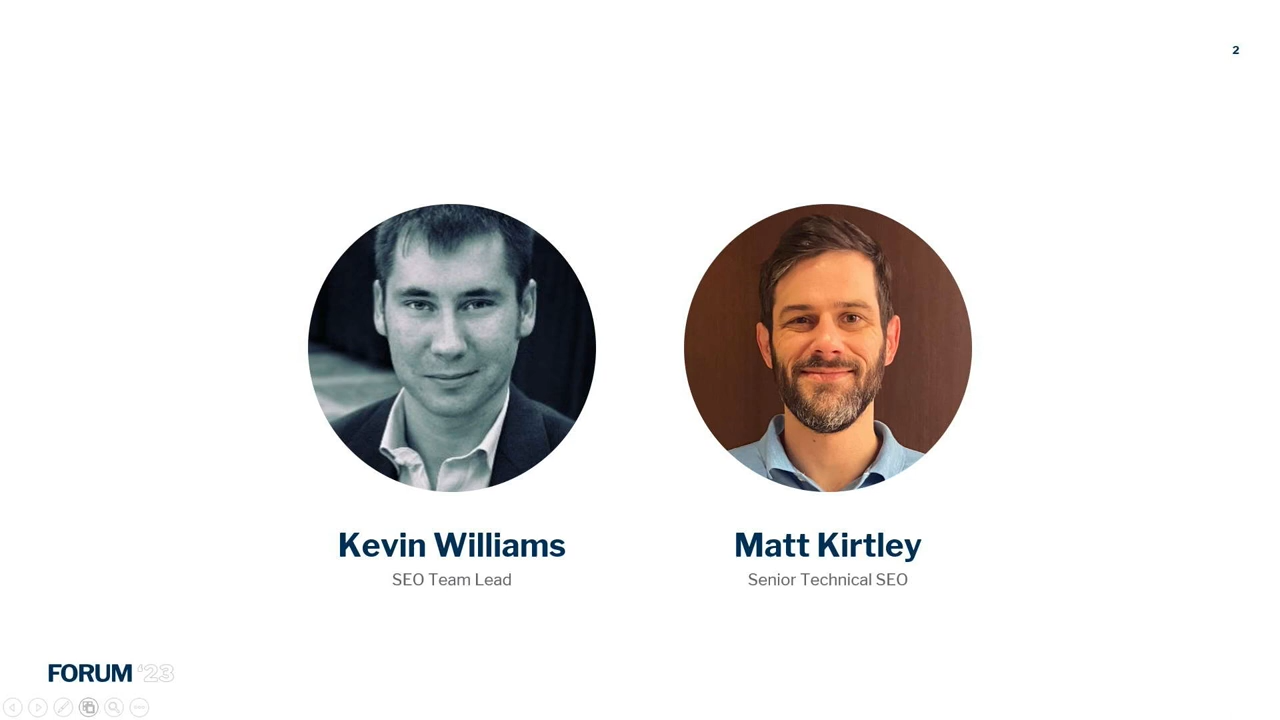 2
Kevin Williams
SEO Team Lead
Matt Kirtley
Senior Technical SEO
FORUM ‘23